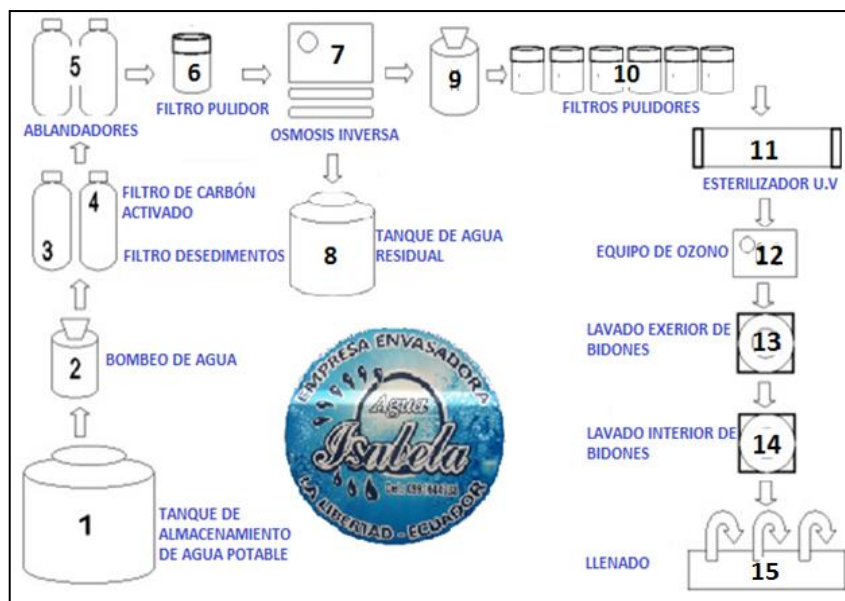 5
ABLANDADORES
6
FILTRO PULIDOR
7
OSMOSIS INVERSA
9
10
FILTROS PULIDORES
11
ESTERILIZADOR U.V
3
4
FILTRO DE CARBÓN
ACTIVADO
FILTRO DESEDIMENTOS
8
TANQUE DE AGUA
RESIDUAL
EQUIPO DE OZONO
12
2
BOMBEO DE AGUA
LAVADO EXERIOR DE
BIDONES
13
LAVADO INTERIOR DE
BIDONES
14
1
TANQUE DE
ALMACENAMIENTO
DE AGUA POTABLE
EMPRESA ENVASADORA
Agua
Isabela
LA LIBERTAD - ECUADOR
LLENADO
15